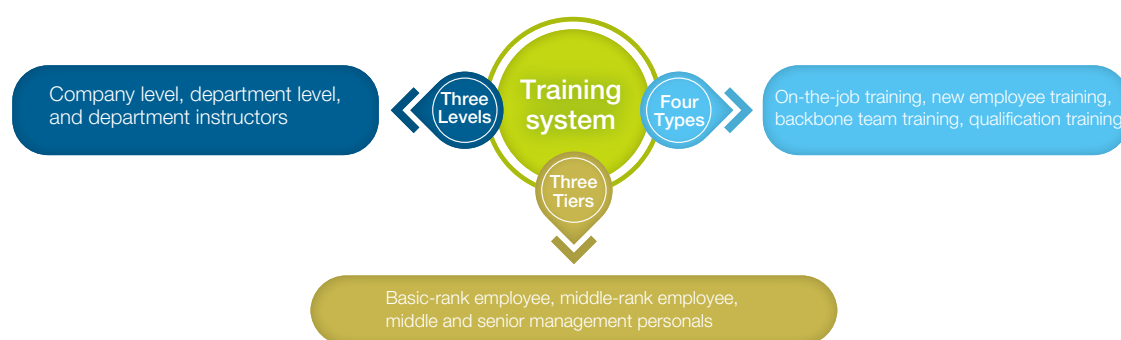 Training
system
Three
Levels
Company level, department level,
and department instructors
Four
Types
On-the-job training, new employee training,
backbone team training, qualification training
Three
Tiers
Basic-rank employee, middle-rank employee,
middle and senior management personals